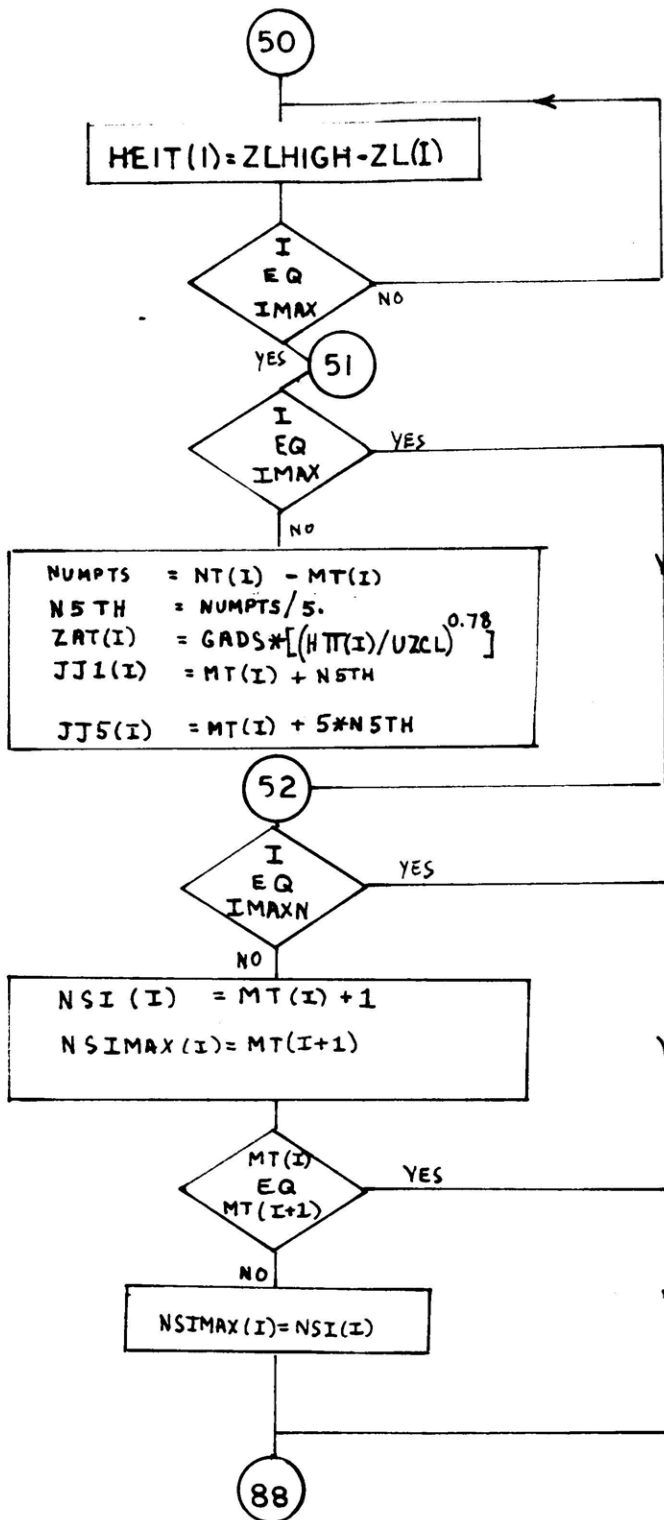 50
HEIT(1)=ZLHIGH-ZL(I)
I
EQ
IMAX
NO
YES
51
I
EQ
IMAX
YES
NO
NUMPTS = NT(I) - MT(I)
N5TH = NUMPTS/5.
ZAT(I) = GADS*[(HTT(I)/UZCL)^0.78]
JJ1(I) = MT(I) + N5TH
JJ5(I) = MT(I) + 5*N5TH
52
I
EQ
IMAXN
YES
NO
NSI(I) = MT(I)+1
NSIMAX(I)=MT(I+1)
MT(I)
EQ
MT(I+1)
YES
NO
NSIMAX(I)=NSI(I)
88